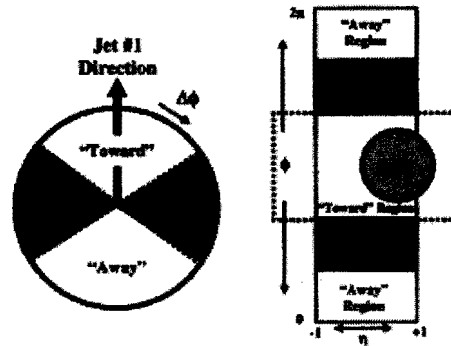 Jet #1
Direction
Δϕ
“Toward”
“Away”
2π
“Away”
Region
ϕ
“Toward” Region
“Away”
Region
0
-1
η
+1